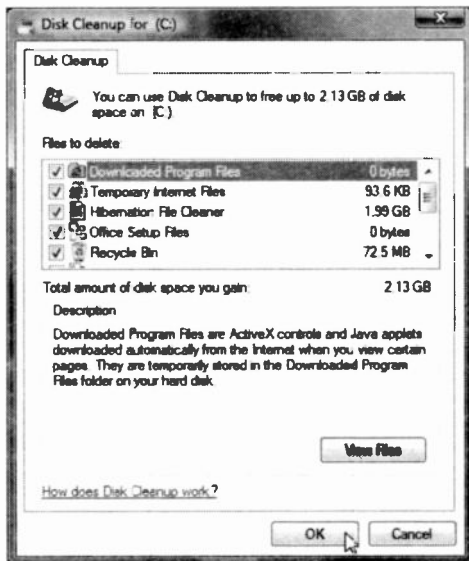 Disk Cleanup for (C:)
Disk Cleanup
You can use Disk Cleanup to free up to 2.13 GB of disk
space on (C:).
Files to delete:
Downloaded Program Files 0 bytes
Temporary Internet Files 93.6 KB
Hibernation File Cleaner 1.99 GB
Office Setup Files 0 bytes
Recycle Bin 72.5 MB
Total amount of disk space you gain: 2.13 GB
Description
Downloaded Program Files are ActiveX controls and Java applets
downloaded automatically from the Internet when you view certain
pages. They are temporarily stored in the Downloaded Program
Files folder on your hard disk.
View Files
How does Disk Cleanup work?
OK Cancel